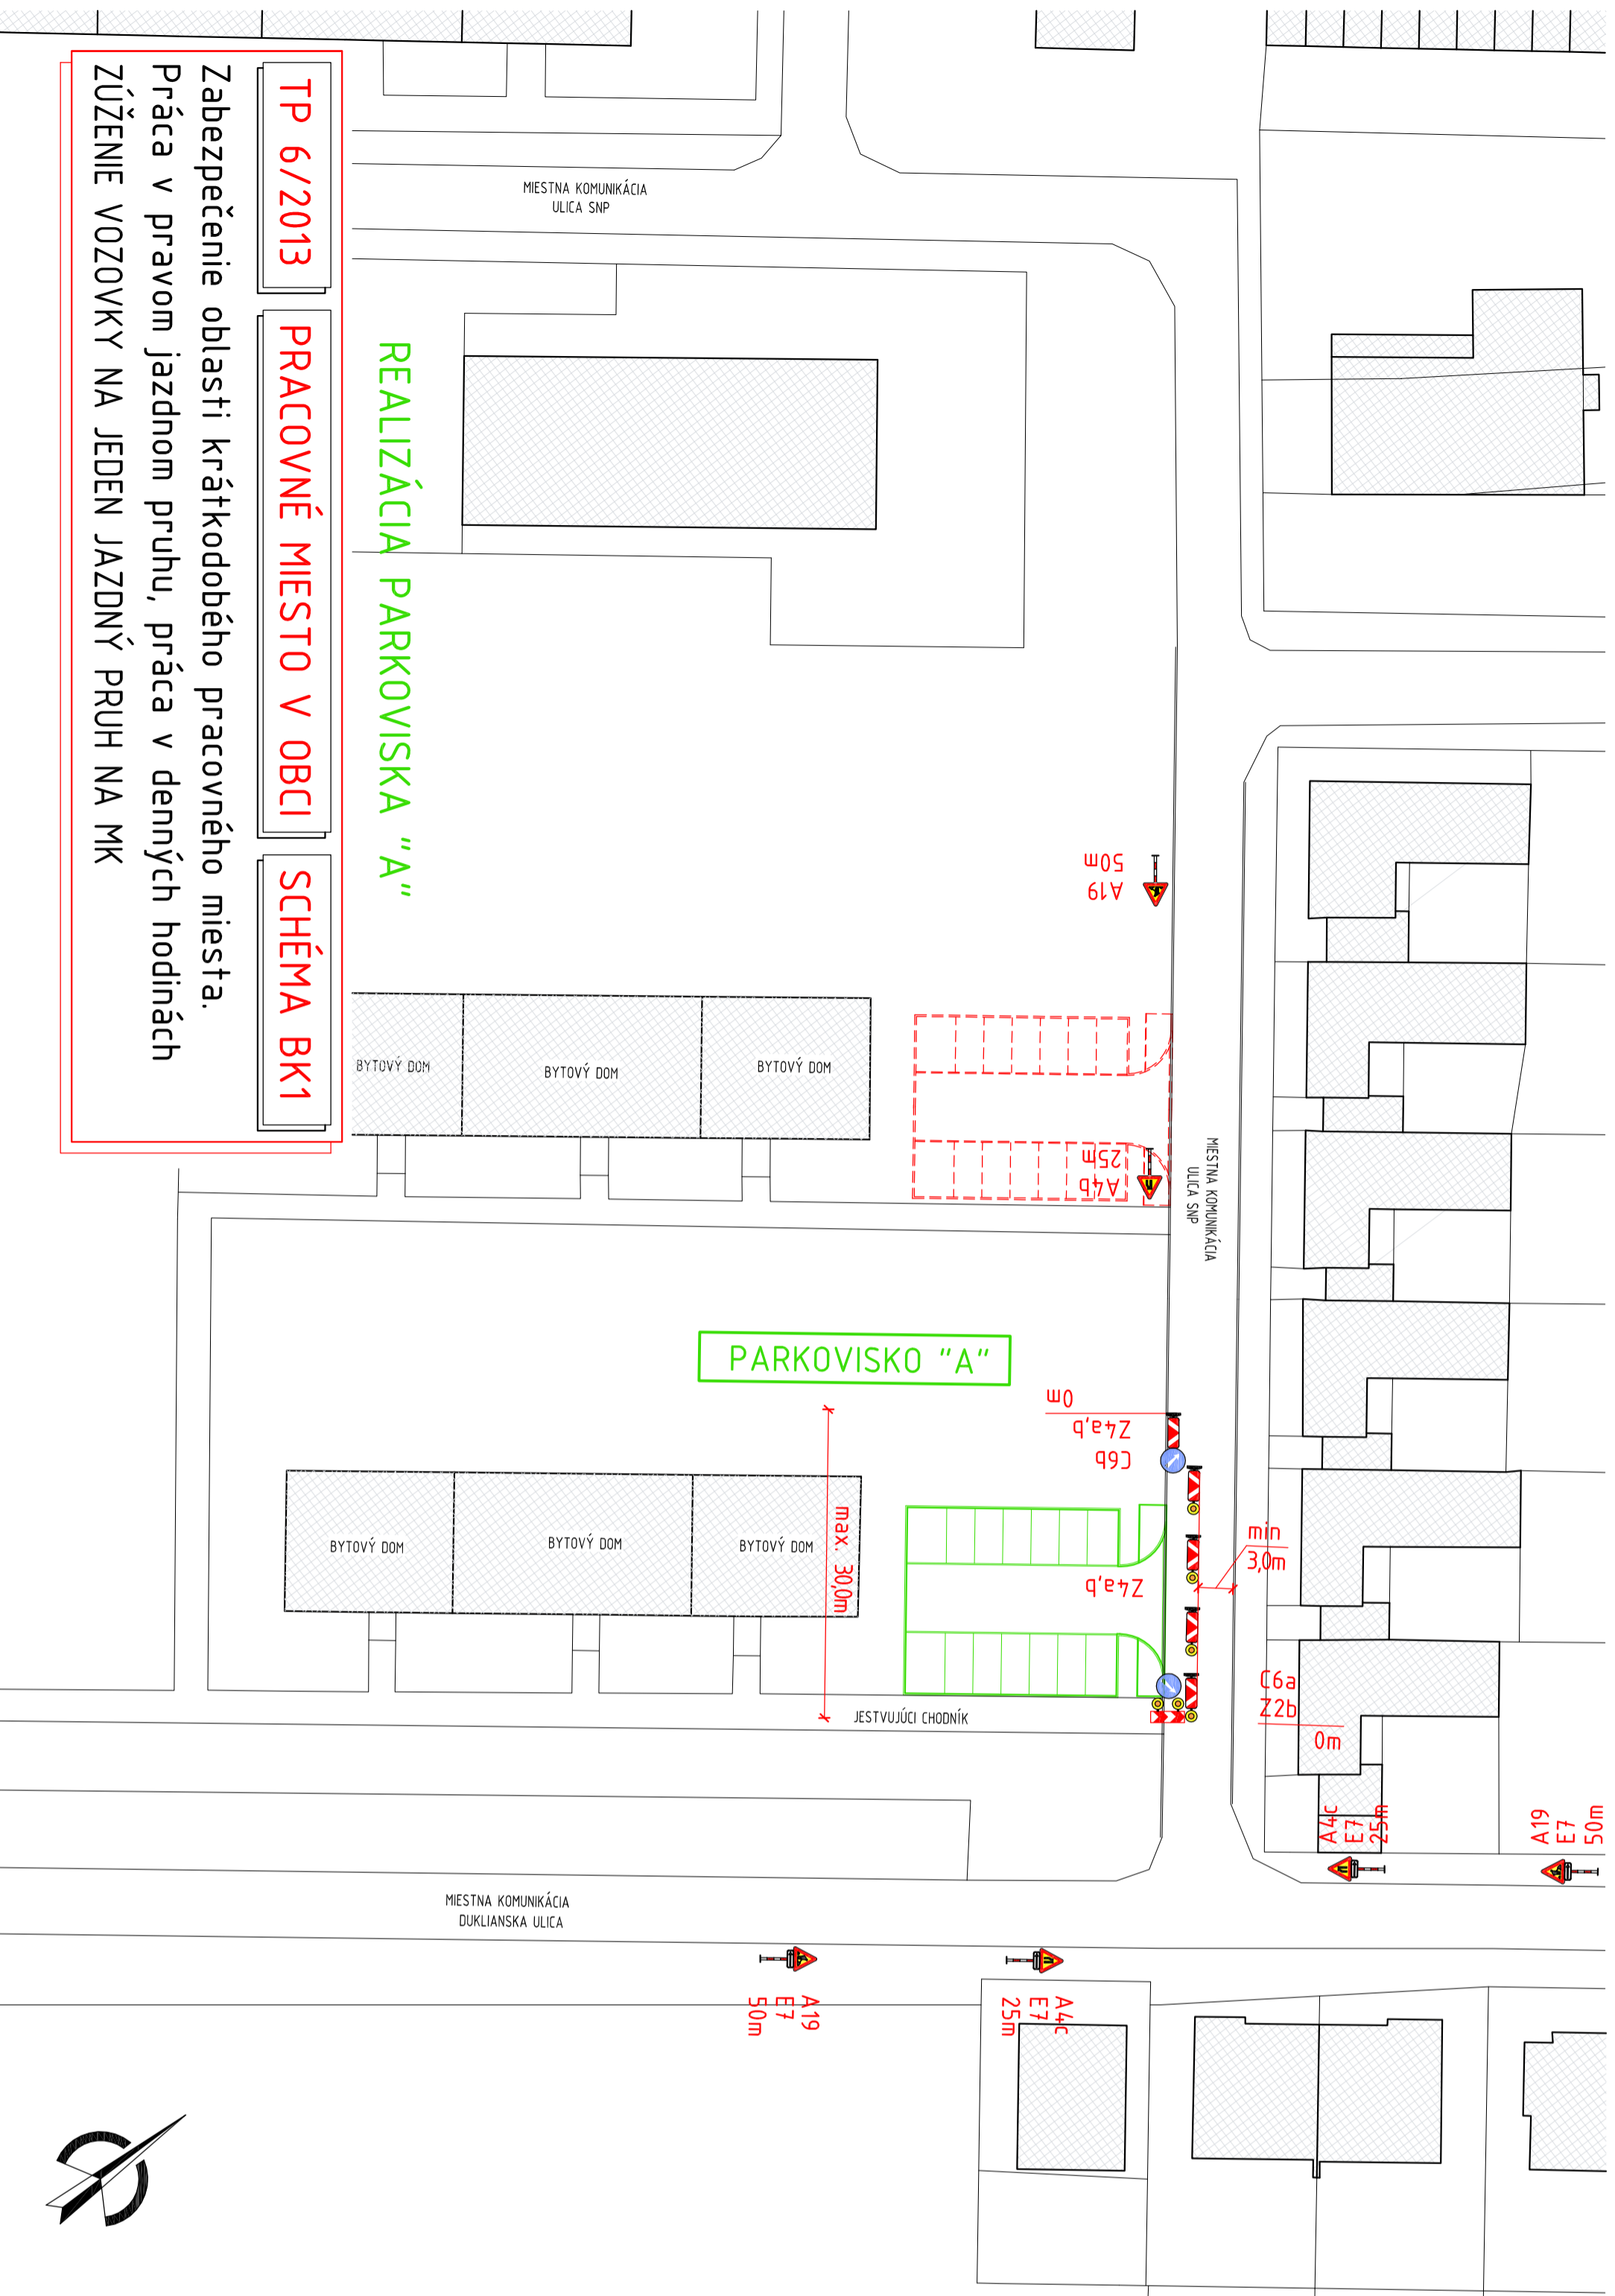 TP 6/2013
PRACOVNÉ MIESTO V OBCI
SCHÉMA BK1
Zabezpečenie oblasti krátkodobého pracovného miesta.
Práca v pravom jazdnom pruhu, práca v denných hodinách
ZÚŽENIE VOZOVKY NA JEDEN JAZDNÝ PRUH NA MK
REALIZÁCIA PARKOVISKA "A"
MIESTNA KOMUNIKÁCIA
ULICA SNP
A19
50m
BYTOVÝ DOM
BYTOVÝ DOM
BYTOVÝ DOM
A4b
25m
MIESTNA KOMUNIKÁCIA
ULICA SNP
PARKOVISKO "A"
0m
Z4a,b
C6b
min
3,0m
max. 30,0m
BYTOVÝ DOM
BYTOVÝ DOM
BYTOVÝ DOM
Z4a,b
C6a
Z2b
0m
JESTVUJÚCI CHODNÍK
A4c
E7
25m
A19
E7
50m
MIESTNA KOMUNIKÁCIA
DUKLIANSKA ULICA
A19
E7
50m
A4c
E7
25m